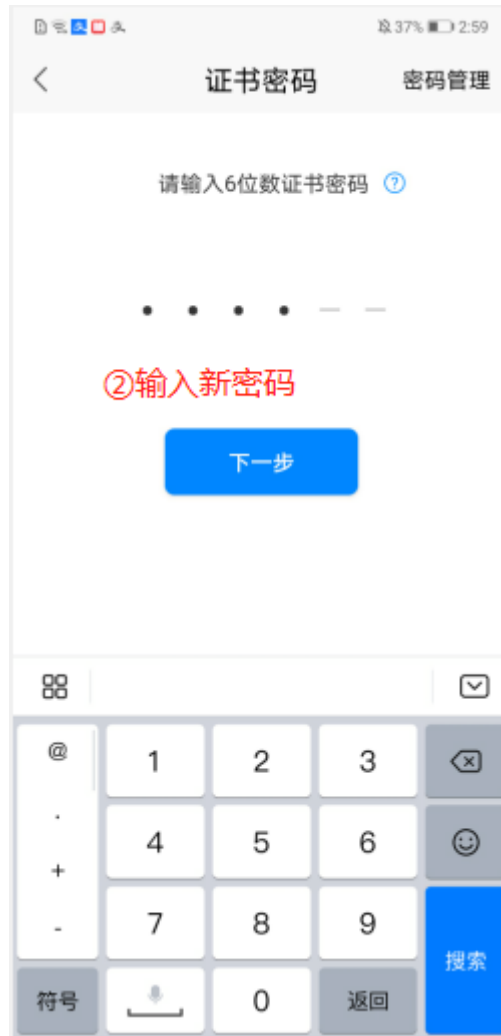 37% 2:59
证书密码 密码管理
请输入6位数证书密码 ?
②输入新密码
下一步
@ 1 2 3
. 4 5 6
+
- 7 8 9
搜索
符号 0 返回